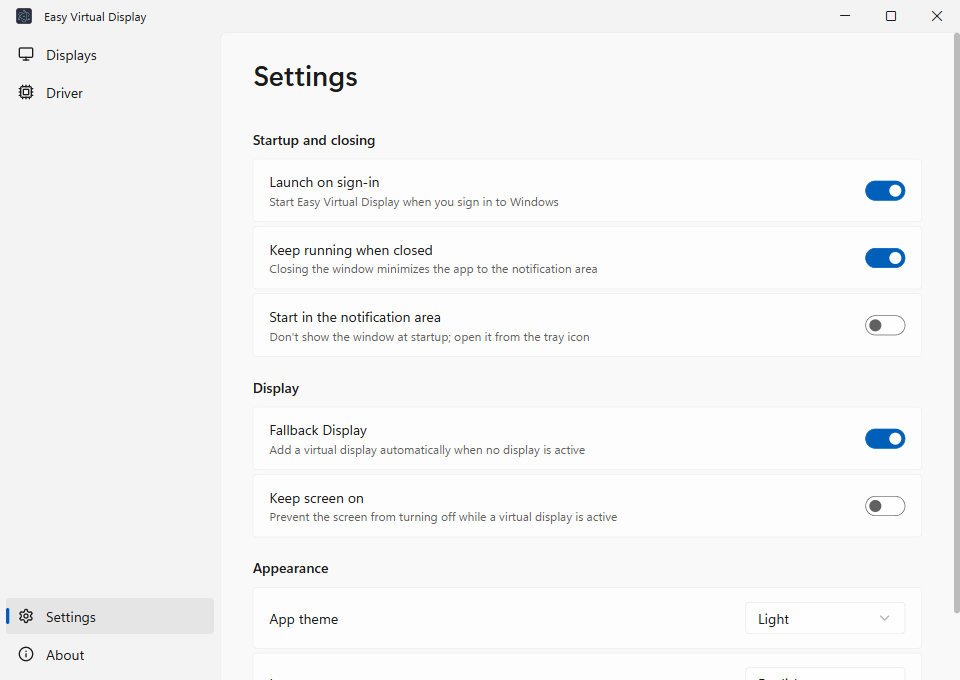 Easy Virtual Display
Displays
Driver
Settings
Startup and closing
Launch on sign-in
Start Easy Virtual Display when you sign in to Windows
Keep running when closed
Closing the window minimizes the app to the notification area
Start in the notification area
Don't show the window at startup; open it from the tray icon
Display
Fallback Display
Add a virtual display automatically when no display is active
Keep screen on
Prevent the screen from turning off while a virtual display is active
Appearance
App theme
Light
Settings
About